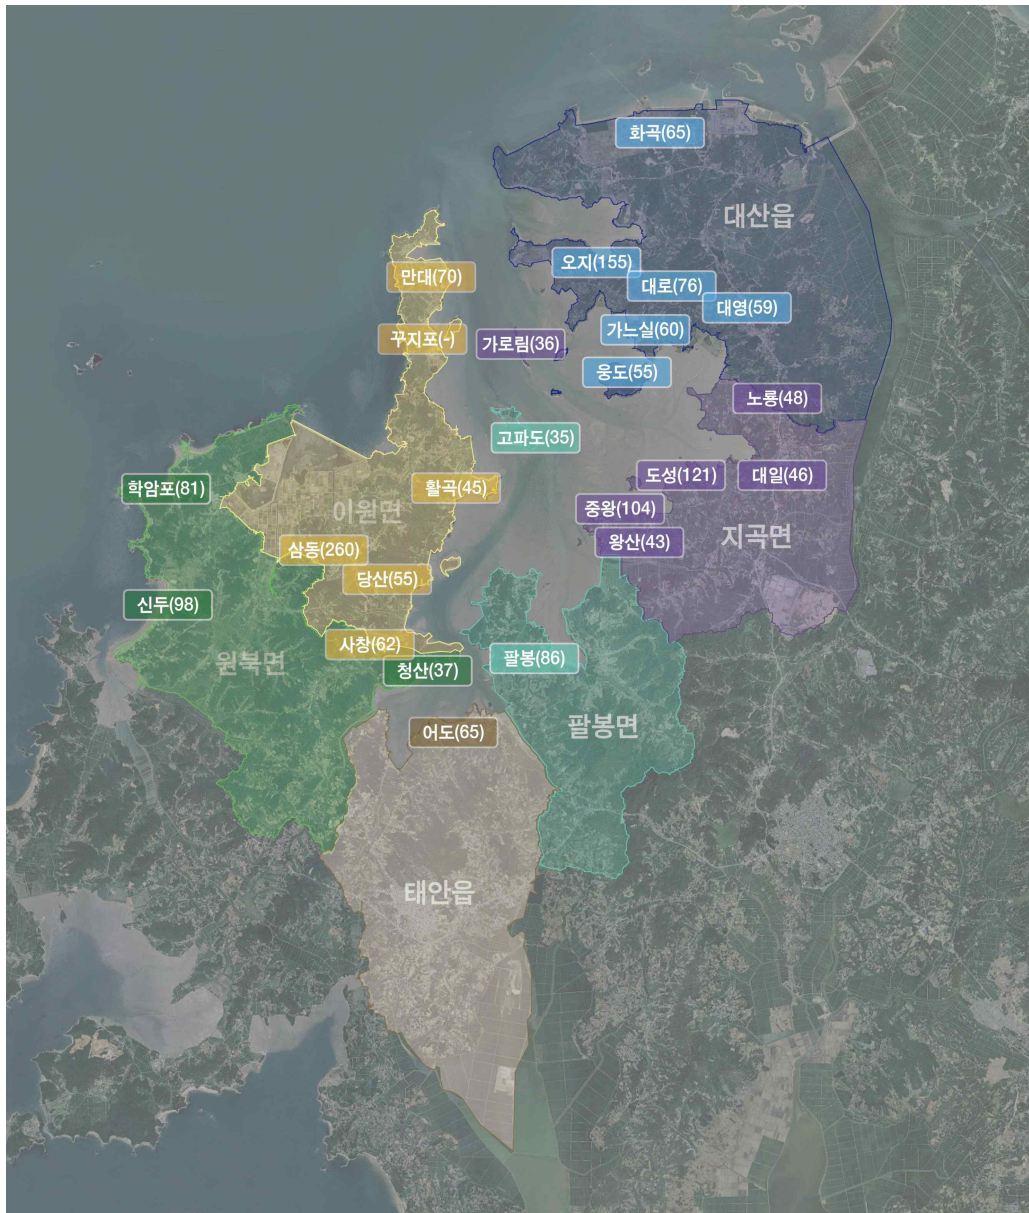 화곡(65)
대산읍
오지(155)
만대(70)
대로(76)
대영(59)
가느실(60)
꾸지포(-)
가로림(36)
웅도(55)
노룡(48)
고파도(35)
도성(121)
대일(46)
학암포(81)
활곡(45)
이원면
중왕(104)
왕산(43)
지곡면
삼동(260)
당산(55)
신두(98)
사창(62)
원북면
청산(37)
팔봉(86)
어도(65)
팔봉면
태안읍